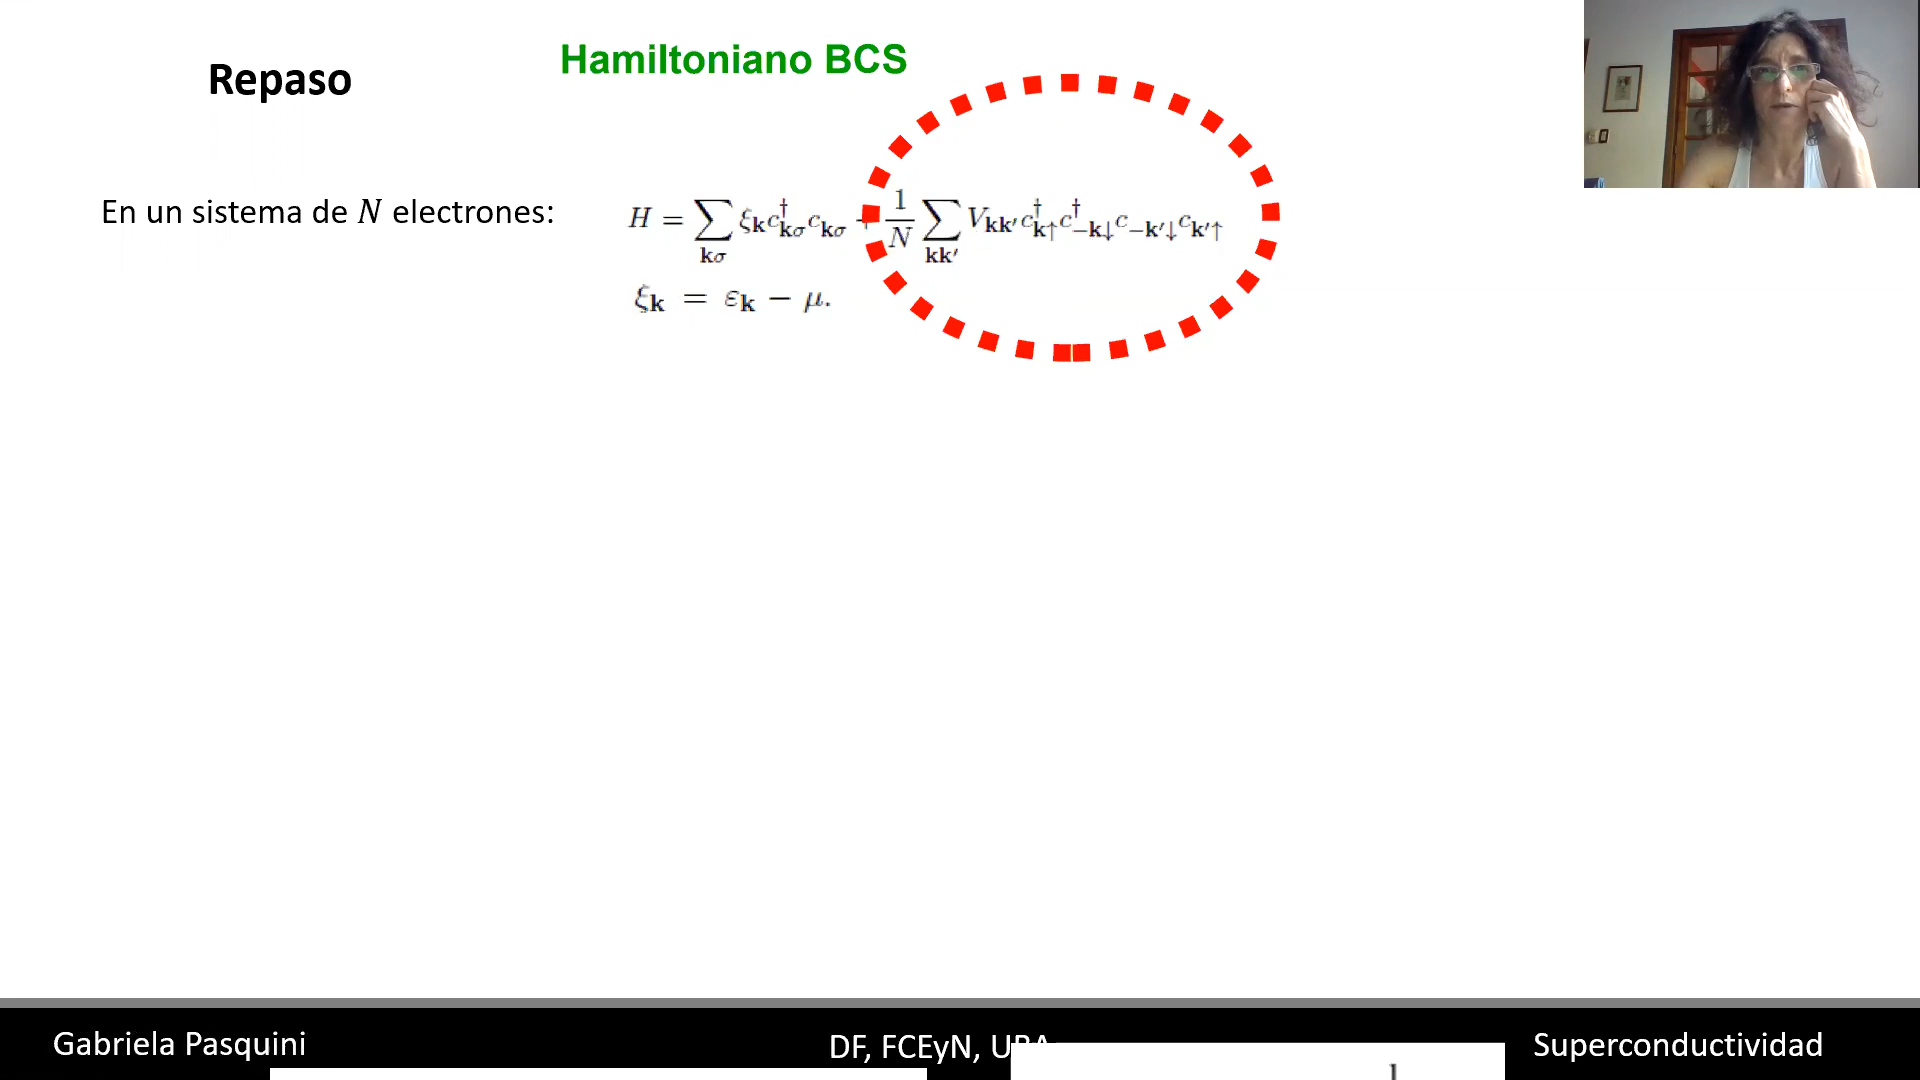 Repaso
Hamiltoniano BCS
En un sistema de N electrones:
H = ∑_{kσ} ξ_k c†_{kσ} c_{kσ} + 1/N ∑_{kk'} V_{kk'} c†_{k↑} c†_{−k↓} c_{−k'↓} c_{k'↑}
ξ_k = ε_k − μ.
Gabriela Pasquini
DF, FCEyN, UBA
Superconductividad